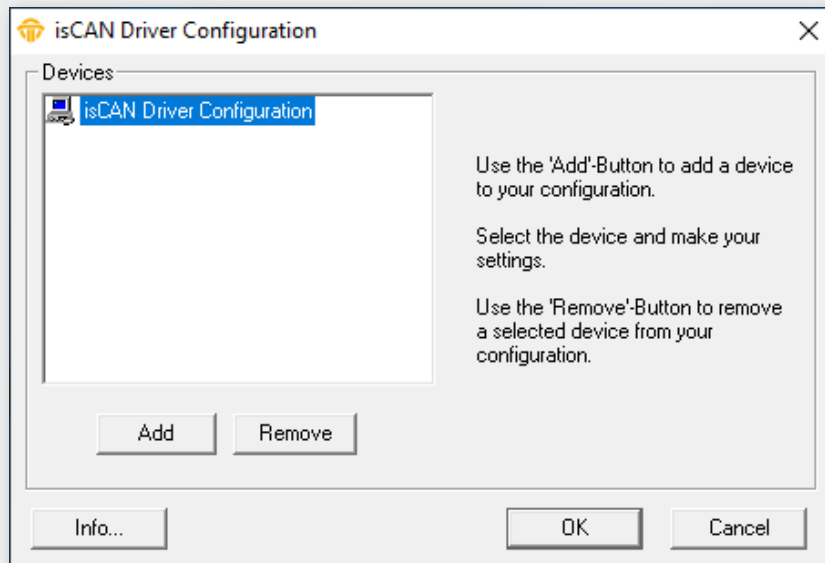 isCAN Driver Configuration
Devices
isCAN Driver Configuration
Use the 'Add'-Button to add a device
to your configuration.
Select the device and make your
settings.
Use the 'Remove'-Button to remove
a selected device from your
configuration.
Add
Remove
Info...
OK
Cancel